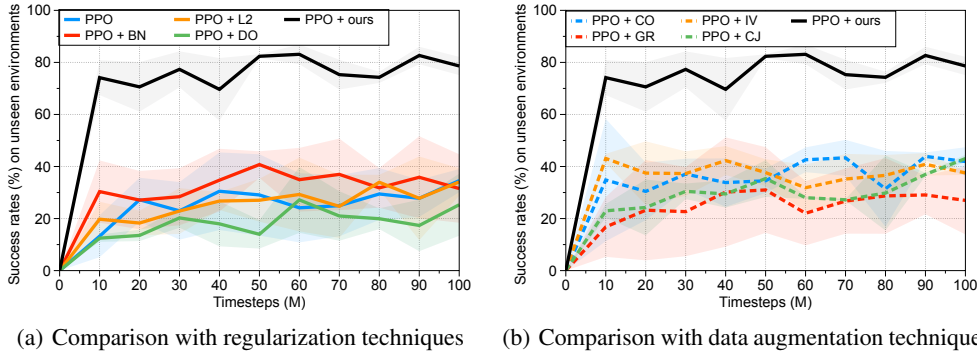 Success rates (%) on unseen environments
PPO
PPO + L2
PPO + ours
PPO + BN
PPO + DO
100
80
60
40
20
0
0 10 20 30 40 50 60 70 80 90 100
Timesteps (M)
(a) Comparison with regularization techniques
Success rates (%) on unseen environments
PPO + CO
PPO + IV
PPO + ours
PPO + GR
PPO + CJ
100
80
60
40
20
0
0 10 20 30 40 50 60 70 80 90 100
Timesteps (M)
(b) Comparison with data augmentation technique